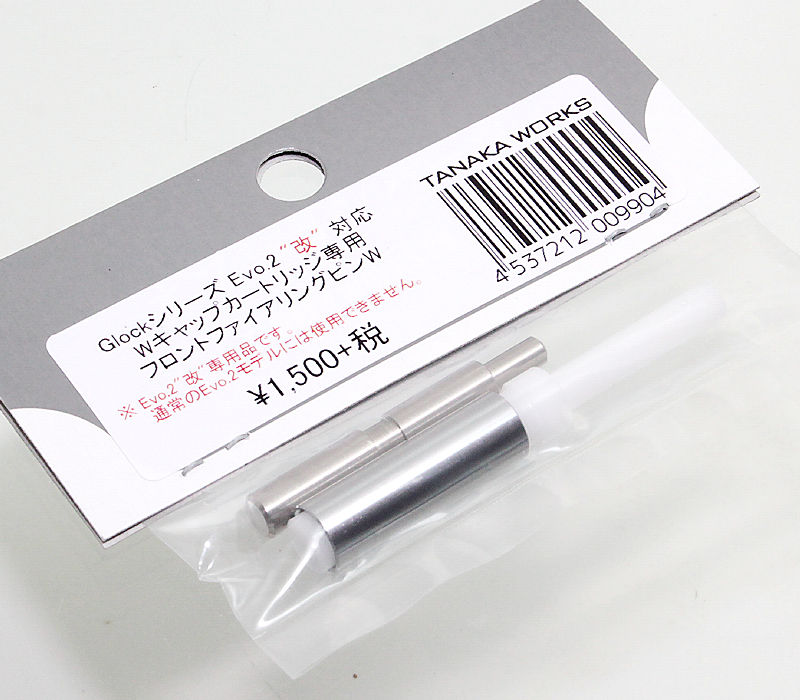 Glockシリーズ Evo.2 "改" 対応
Wキャップカートリッジ専用
フロントファイアリングピンW
※ Evo.2"改"専用品です。
通常のEvo.2モデルには使用できません。
¥1,500+税
TANAKA WORKS
4 537212 009904